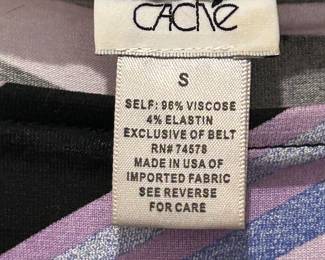 CACHÉ
S
SELF: 96% VISCOSE
4% ELASTIN
EXCLUSIVE OF BELT
RN# 74578
MADE IN USA OF
IMPORTED FABRIC
SEE REVERSE
FOR CARE